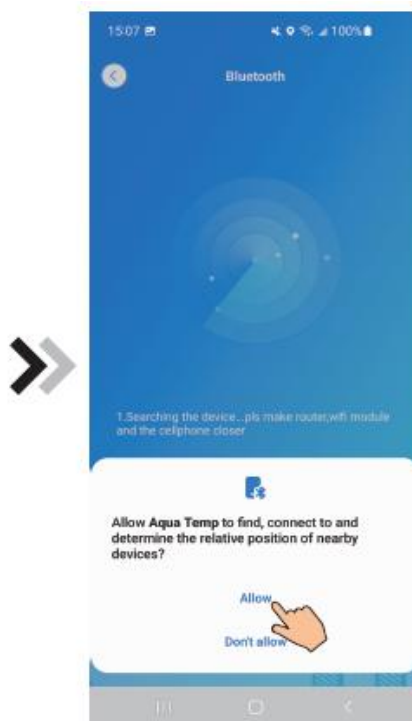 15:07 100%
Bluetooth
1.Searching the device...pls make router,wifi module
and the cellphone closer
Allow Aqua Temp to find, connect to and
determine the relative position of nearby
devices?
Allow
Don't allow